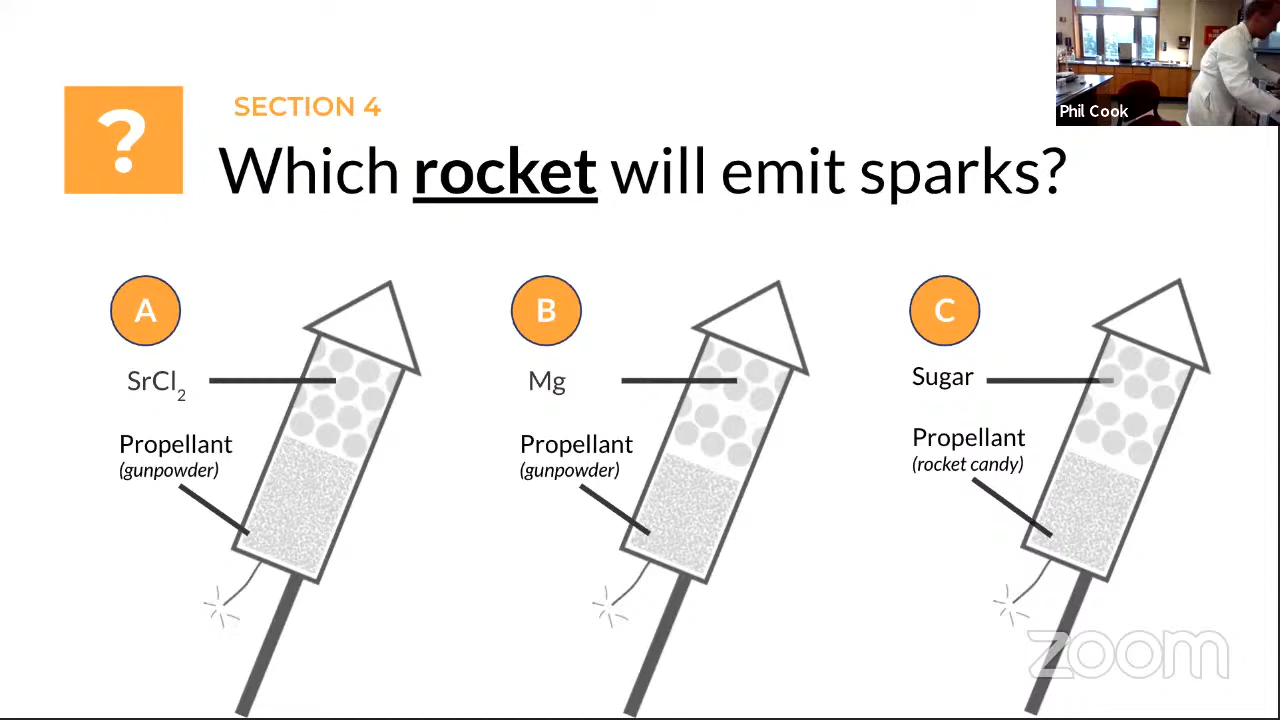 Phil Cook
?
SECTION 4
Which rocket will emit sparks?
A
SrCl2
Propellant
(gunpowder)
B
Mg
Propellant
(gunpowder)
C
Sugar
Propellant
(rocket candy)
zoom